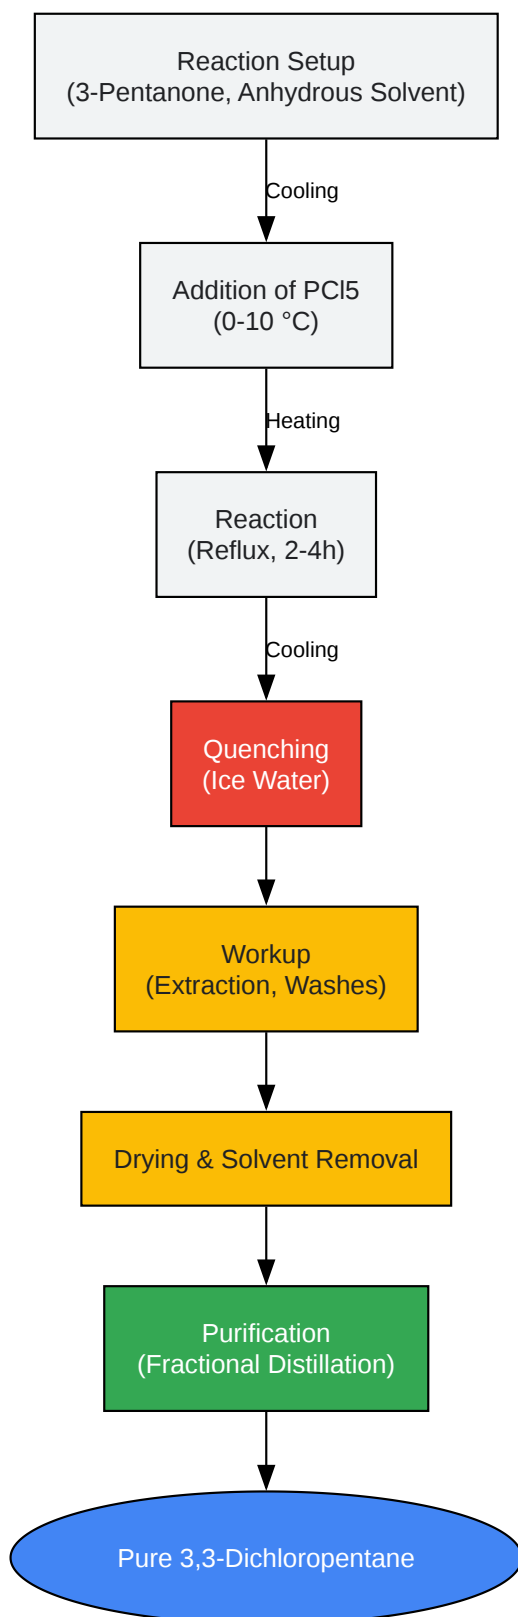 Reaction Setup
(3-Pentanone, Anhydrous Solvent)
Cooling
Addition of PCl5
(0-10 °C)
Heating
Reaction
(Reflux, 2-4h)
Cooling
Quenching
(Ice Water)
Workup
(Extraction, Washes)
Drying & Solvent Removal
Purification
(Fractional Distillation)
Pure 3,3-Dichloropentane